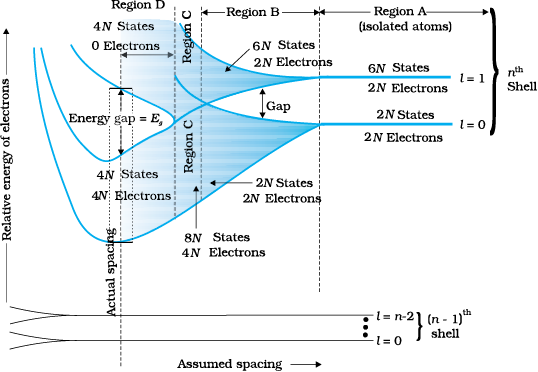 Region D
Region C
Region B
Region A
(isolated atoms)
4N States
0 Electrons
6N States
2N Electrons
6N States
2N Electrons
l = 1
nth
Shell
Gap
Energy gap = Eg
2N States
2N Electrons
l = 0
Region C
4N States
4N Electrons
2N States
2N Electrons
8N States
4N Electrons
Relative energy of electrons
Actual spacing
l = n-2
(n - 1)th
shell
l = 0
Assumed spacing